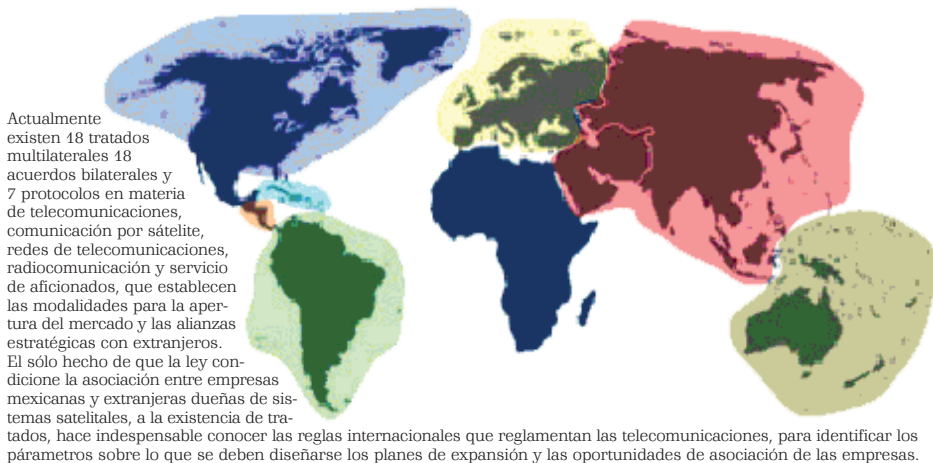 Actualmente
existen 18 tratados
multilaterales 18
acuerdos bilaterales y
7 protocolos en materia
de telecomunicaciones,
comunicación por sátelite,
redes de telecomunicaciones,
radiocomunicación y servicio
de aficionados, que establecen
las modalidades para la aper-
tura del mercado y las alianzas
estratégicas con extranjeros.
El sólo hecho de que la ley con-
dicione la asociación entre empresas
mexicanas y extranjeras dueñas de sis-
temas satelitales, a la existencia de tra-
tados, hace indispensable conocer las reglas internacionales que reglamentan las telecomunicaciones, para identificar los
párametros sobre lo que se deben diseñarse los planes de expansión y las oportunidades de asociación de las empresas.